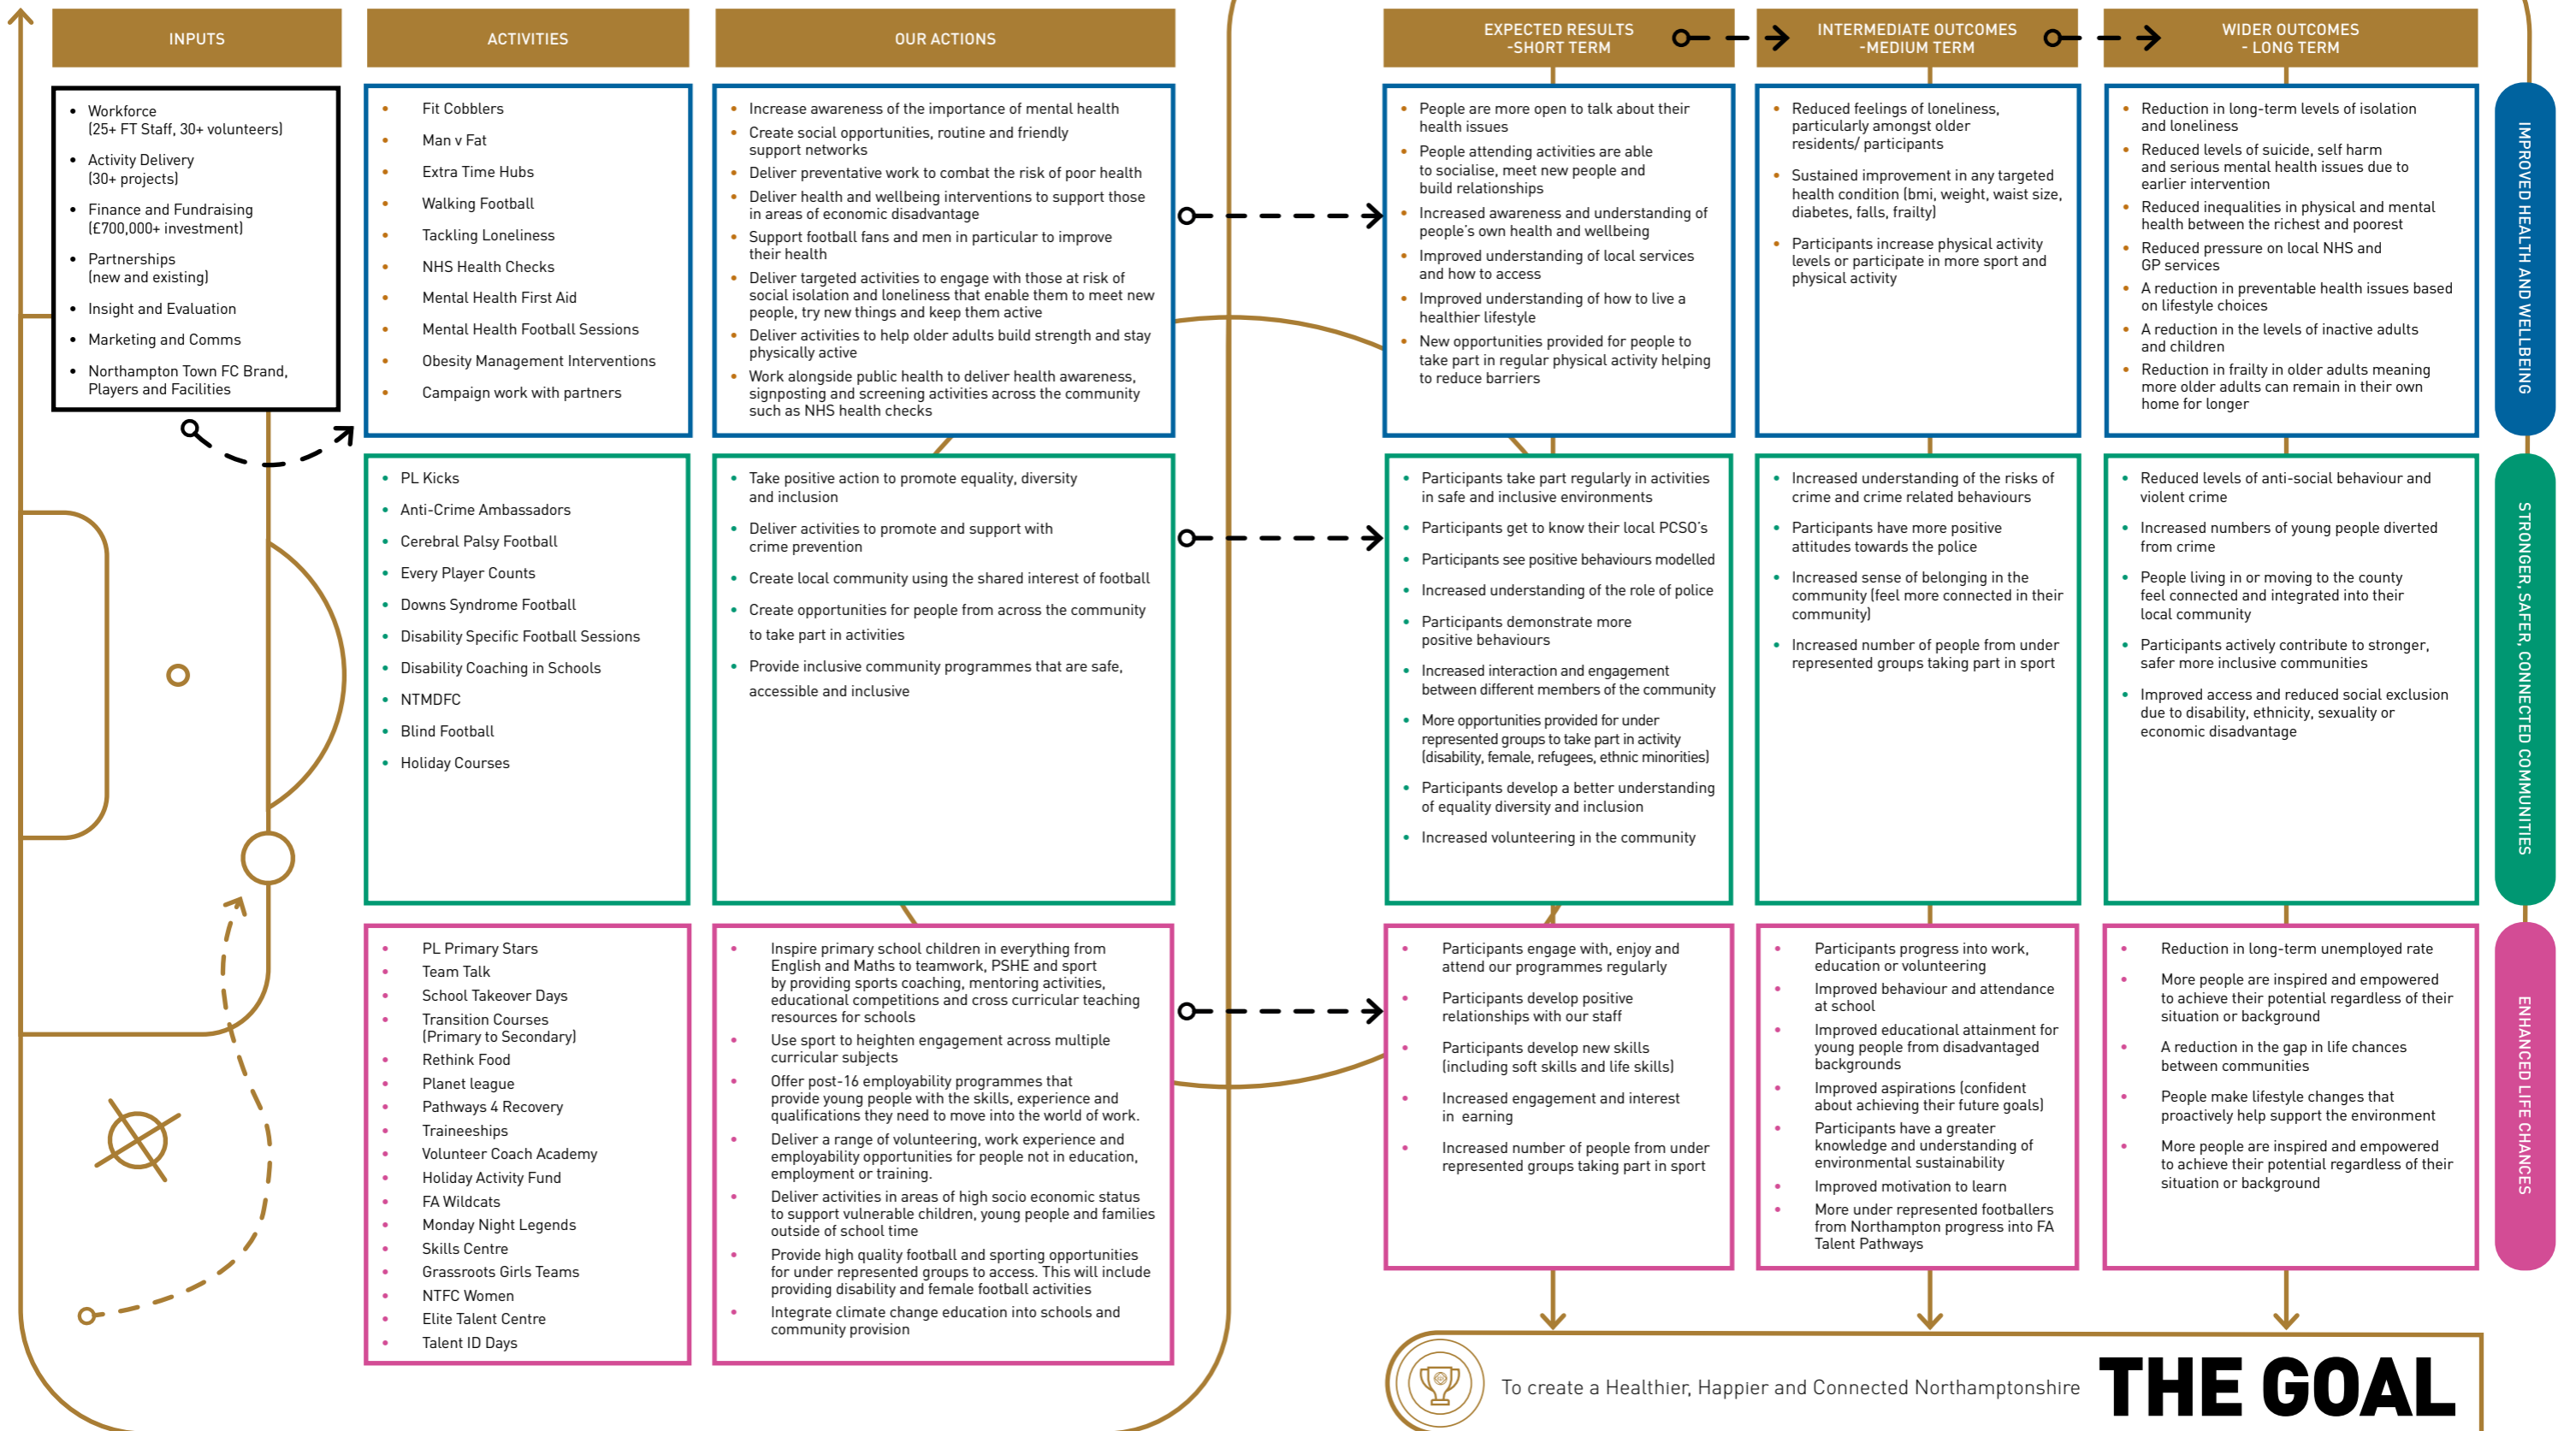 INPUTS
ACTIVITIES
OUR ACTIONS
EXPECTED RESULTS
-SHORT TERM
INTERMEDIATE OUTCOMES
-MEDIUM TERM
WIDER OUTCOMES
- LONG TERM
• Workforce
(25+ FT Staff, 30+ volunteers)
• Activity Delivery
(30+ projects)
• Finance and Fundraising
(£700,000+ investment)
• Partnerships
(new and existing)
• Insight and Evaluation
• Marketing and Comms
• Northampton Town FC Brand,
Players and Facilities
• Fit Cobblers
• Man v Fat
• Extra Time Hubs
• Walking Football
• Tackling Loneliness
• NHS Health Checks
• Mental Health First Aid
• Mental Health Football Sessions
• Obesity Management Interventions
• Campaign work with partners
• Increase awareness of the importance of mental health
• Create social opportunities, routine and friendly
support networks
• Deliver preventative work to combat the risk of poor health
• Deliver health and wellbeing interventions to support those
in areas of economic disadvantage
• Support football fans and men in particular to improve
their health
• Deliver targeted activities to engage with those at risk of
social isolation and loneliness that enable them to meet new
people, try new things and keep them active
• Deliver activities to help older adults build strength and stay
physically active
• Work alongside public health to deliver health awareness,
signposting and screening activities across the community
such as NHS health checks
• People are more open to talk about their
health issues
• People attending activities are able
to socialise, meet new people and
build relationships
• Increased awareness and understanding of
people's own health and wellbeing
• Improved understanding of local services
and how to access
• Improved understanding of how to live a
healthier lifestyle
• New opportunities provided for people to
take part in regular physical activity helping
to reduce barriers
• Reduced feelings of loneliness,
particularly amongst older
residents/ participants
• Sustained improvement in any targeted
health condition (bmi, weight, waist size,
diabetes, falls, frailty)
• Participants increase physical activity
levels or participate in more sport and
physical activity
• Reduction in long-term levels of isolation
and loneliness
• Reduced levels of suicide, self harm
and serious mental health issues due to
earlier intervention
• Reduced inequalities in physical and mental
health between the richest and poorest
• Reduced pressure on local NHS and
GP services
• A reduction in preventable health issues based
on lifestyle choices
• A reduction in the levels of inactive adults
and children
• Reduction in frailty in older adults meaning
more older adults can remain in their own
home for longer
IMPROVED HEALTH AND WELLBEING
• PL Kicks
• Anti-Crime Ambassadors
• Cerebral Palsy Football
• Every Player Counts
• Downs Syndrome Football
• Disability Specific Football Sessions
• Disability Coaching in Schools
• NTMDFC
• Blind Football
• Holiday Courses
• Take positive action to promote equality, diversity
and inclusion
• Deliver activities to promote and support with
crime prevention
• Create local community using the shared interest of football
• Create opportunities for people from across the community
to take part in activities
• Provide inclusive community programmes that are safe,
accessible and inclusive
• Participants take part regularly in activities
in safe and inclusive environments
• Participants get to know their local PCSO's
• Participants see positive behaviours modelled
• Increased understanding of the role of police
• Participants demonstrate more
positive behaviours
• Increased interaction and engagement
between different members of the community
• More opportunities provided for under
represented groups to take part in activity
(disability, female, refugees, ethnic minorities)
• Participants develop a better understanding
of equality diversity and inclusion
• Increased volunteering in the community
• Increased understanding of the risks of
crime and crime related behaviours
• Participants have more positive
attitudes towards the police
• Increased sense of belonging in the
community (feel more connected in their
community)
• Increased number of people from under
represented groups taking part in sport
• Reduced levels of anti-social behaviour and
violent crime
• Increased numbers of young people diverted
from crime
• People living in or moving to the county
feel connected and integrated into their
local community
• Participants actively contribute to stronger,
safer more inclusive communities
• Improved access and reduced social exclusion
due to disability, ethnicity, sexuality or
economic disadvantage
STRONGER, SAFER, CONNECTED COMMUNITIES
• PL Primary Stars
• Team Talk
• School Takeover Days
• Transition Courses
(Primary to Secondary)
• Rethink Food
• Planet league
• Pathways 4 Recovery
• Traineeships
• Volunteer Coach Academy
• Holiday Activity Fund
• FA Wildcats
• Monday Night Legends
• Skills Centre
• Grassroots Girls Teams
• NTFC Women
• Elite Talent Centre
• Talent ID Days
• Inspire primary school children in everything from
English and Maths to teamwork, PSHE and sport
by providing sports coaching, mentoring activities,
educational competitions and cross curricular teaching
resources for schools
• Use sport to heighten engagement across multiple
curricular subjects
• Offer post-16 employability programmes that
provide young people with the skills, experience and
qualifications they need to move into the world of work.
• Deliver a range of volunteering, work experience and
employability opportunities for people not in education,
employment or training.
• Deliver activities in areas of high socio economic status
to support vulnerable children, young people and families
outside of school time
• Provide high quality football and sporting opportunities
for under represented groups to access. This will include
providing disability and female football activities
• Integrate climate change education into schools and
community provision
• Participants engage with, enjoy and
attend our programmes regularly
• Participants develop positive
relationships with our staff
• Participants develop new skills
(including soft skills and life skills)
• Increased engagement and interest
in earning
• Increased number of people from under
represented groups taking part in sport
• Participants progress into work,
education or volunteering
• Improved behaviour and attendance
at school
• Improved educational attainment for
young people from disadvantaged
backgrounds
• Improved aspirations (confident
about achieving their future goals)
• Participants have a greater
knowledge and understanding of
environmental sustainability
• Improved motivation to learn
• More under represented footballers
from Northampton progress into FA
Talent Pathways
• Reduction in long-term unemployed rate
• More people are inspired and empowered
to achieve their potential regardless of their
situation or background
• A reduction in the gap in life chances
between communities
• People make lifestyle changes that
proactively help support the environment
• More people are inspired and empowered
to achieve their potential regardless of their
situation or background
ENHANCED LIFE CHANCES
To create a Healthier, Happier and Connected Northamptonshire
THE GOAL